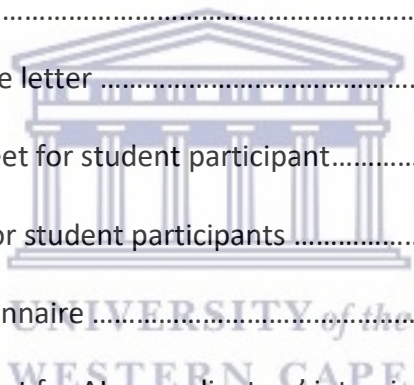 ....................................
e letter ....................................
et for student participant............
or student participants ................
nnaire ....................................
UNIVERSITY of the
WESTERN CAPE